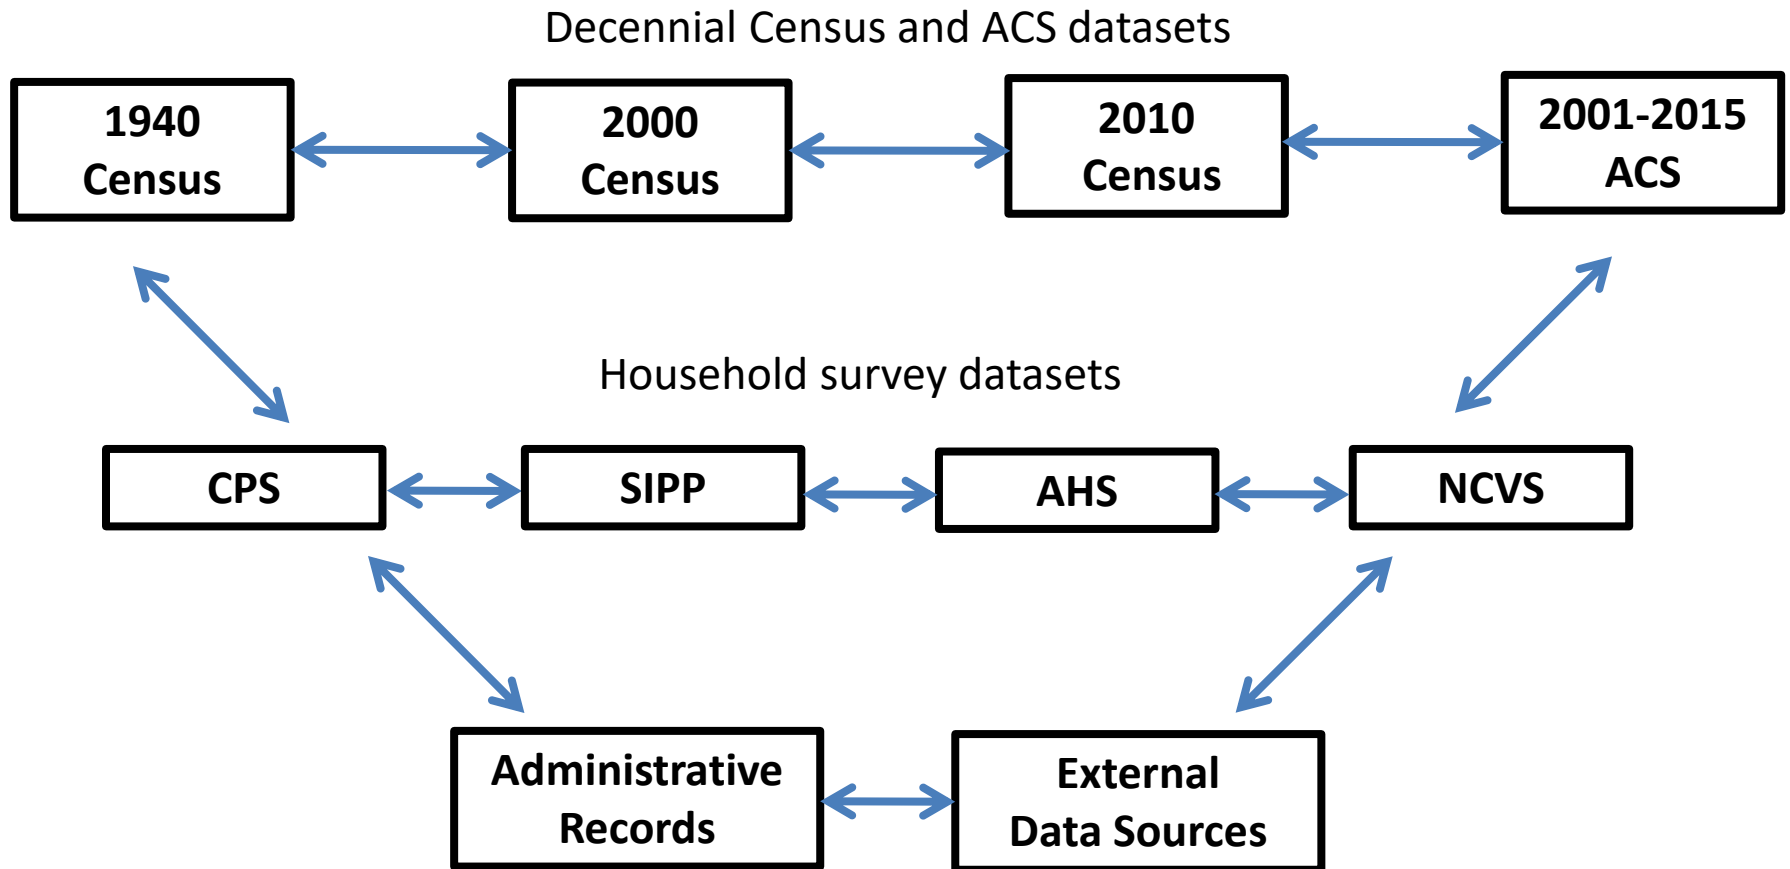 Decennial Census and ACS datasets
1940
Census
2000
Census
2010
Census
2001-2015
ACS
Household survey datasets
CPS
SIPP
AHS
NCVS
Administrative
Records
External
Data Sources